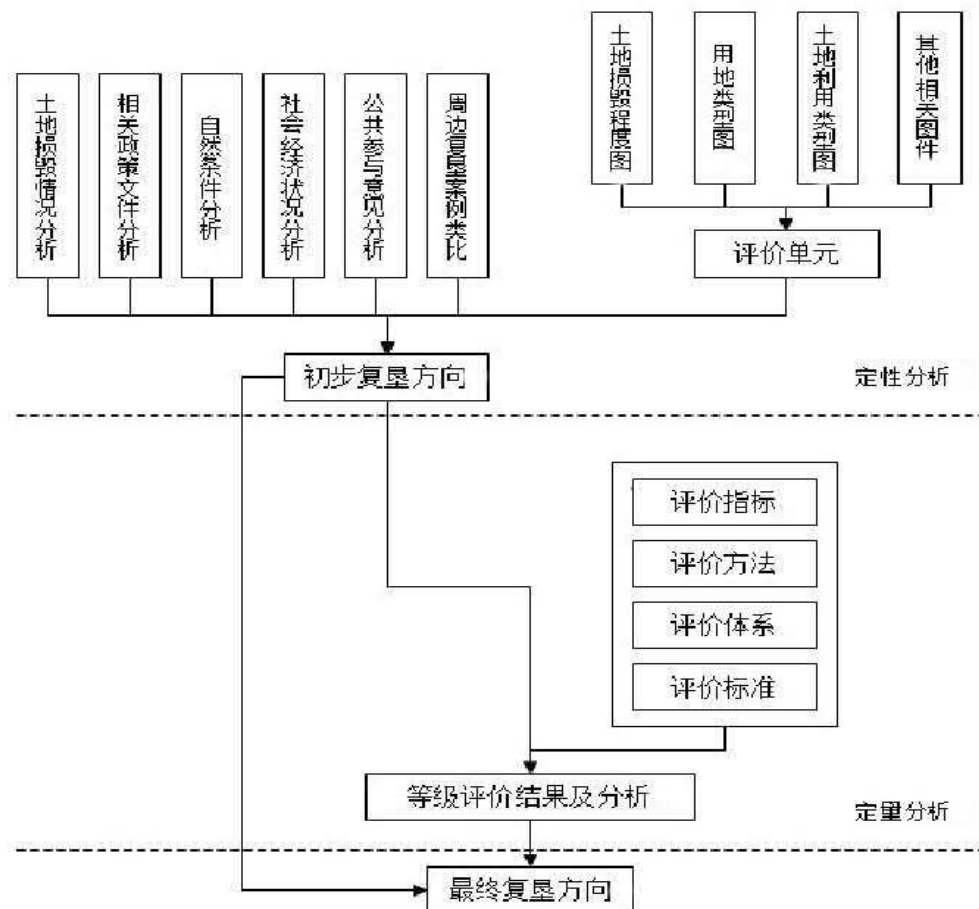 土地损毁程度图
用地类型图
土地利用类型图
其他相关图件
土地损毁情况分析
相关政策文件分析
自然条件分析
社会经济状况分析
公共参与意见分析
周边复垦案例类比
评价单元
初步复垦方向
定性分析
评价指标
评价方法
评价体系
评价标准
等级评价结果及分析
定量分析
最终复垦方向